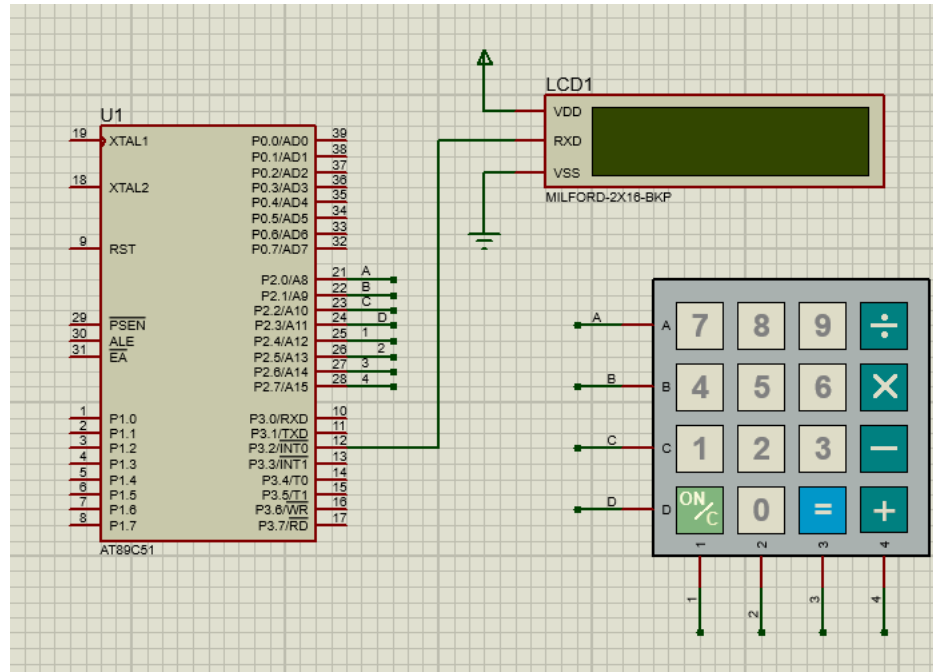 LCD1
VDD
RXD
VSS
MILFORD-2X16-BKP
U1
19 XTAL1 P0.0/AD0 39
P0.1/AD1 38
P0.2/AD2 37
18 XTAL2 P0.3/AD3 36
P0.4/AD4 35
P0.5/AD5 34
P0.6/AD6 33
9 RST P0.7/AD7 32
P2.0/A8 21 A
P2.1/A9 22 B
P2.2/A10 23 C
29 PSEN P2.3/A11 24 D
30 ALE P2.4/A12 25 1
31 EA P2.5/A13 26 2
P2.6/A14 27 3
P2.7/A15 28 4
1 P1.0 P3.0/RXD 10
2 P1.1 P3.1/TXD 11
3 P1.2 P3.2/INT0 12
4 P1.3 P3.3/INT1 13
5 P1.4 P3.4/T0 14
6 P1.5 P3.5/T1 15
7 P1.6 P3.6/WR 16
8 P1.7 P3.7/RD 17
AT89C51
A A 7 8 9 ÷
B B 4 5 6 ×
C C 1 2 3 −
D D ON/C 0 = +
1 2 3 4
1 2 3 4